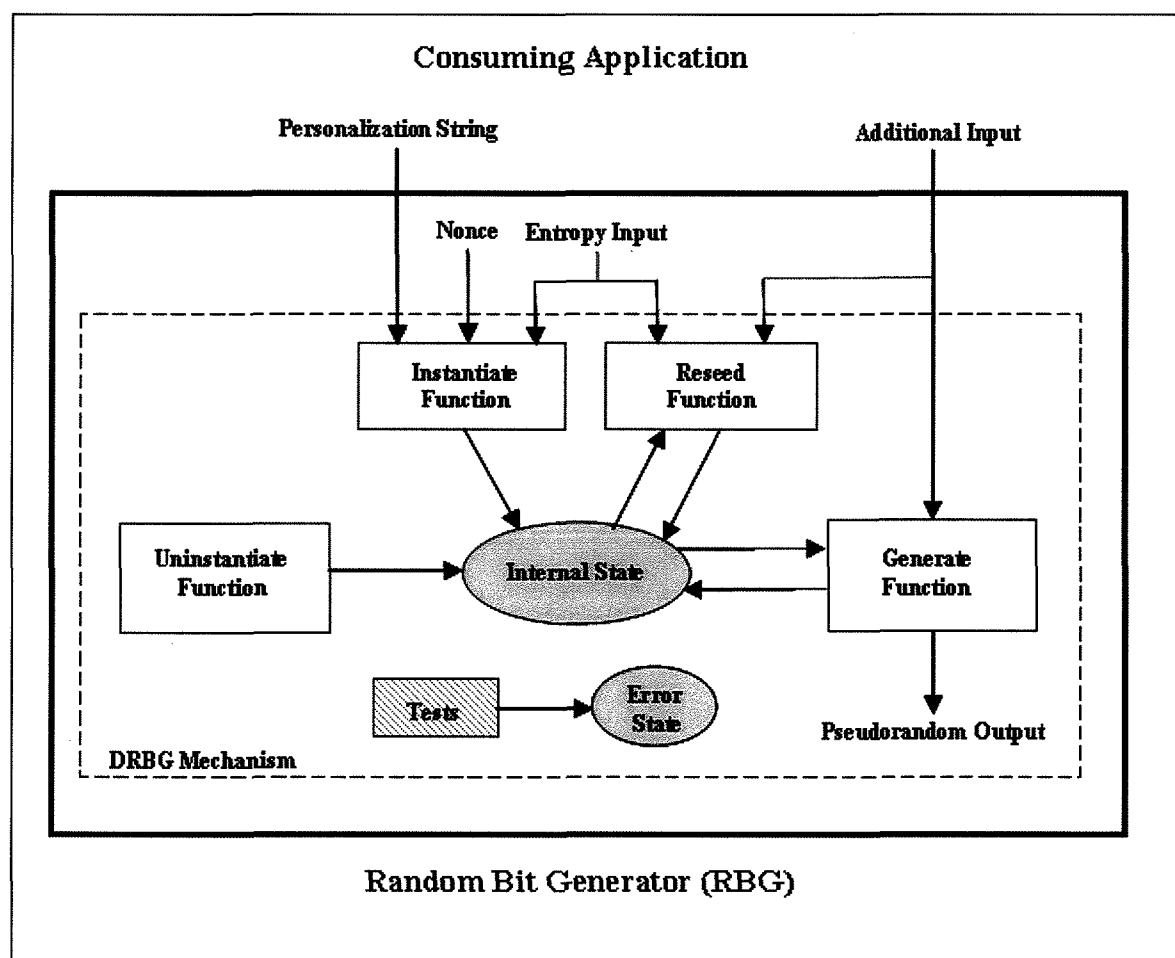 Consuming Application
Personalization String
Additional Input
Nonce
Entropy Input
Instantiate
Function
Reseed
Function
Uninstantiate
Function
Internal State
Generate
Function
Tests
Error
State
Pseudorandom Output
DRBG Mechanism
Random Bit Generator (RBG)